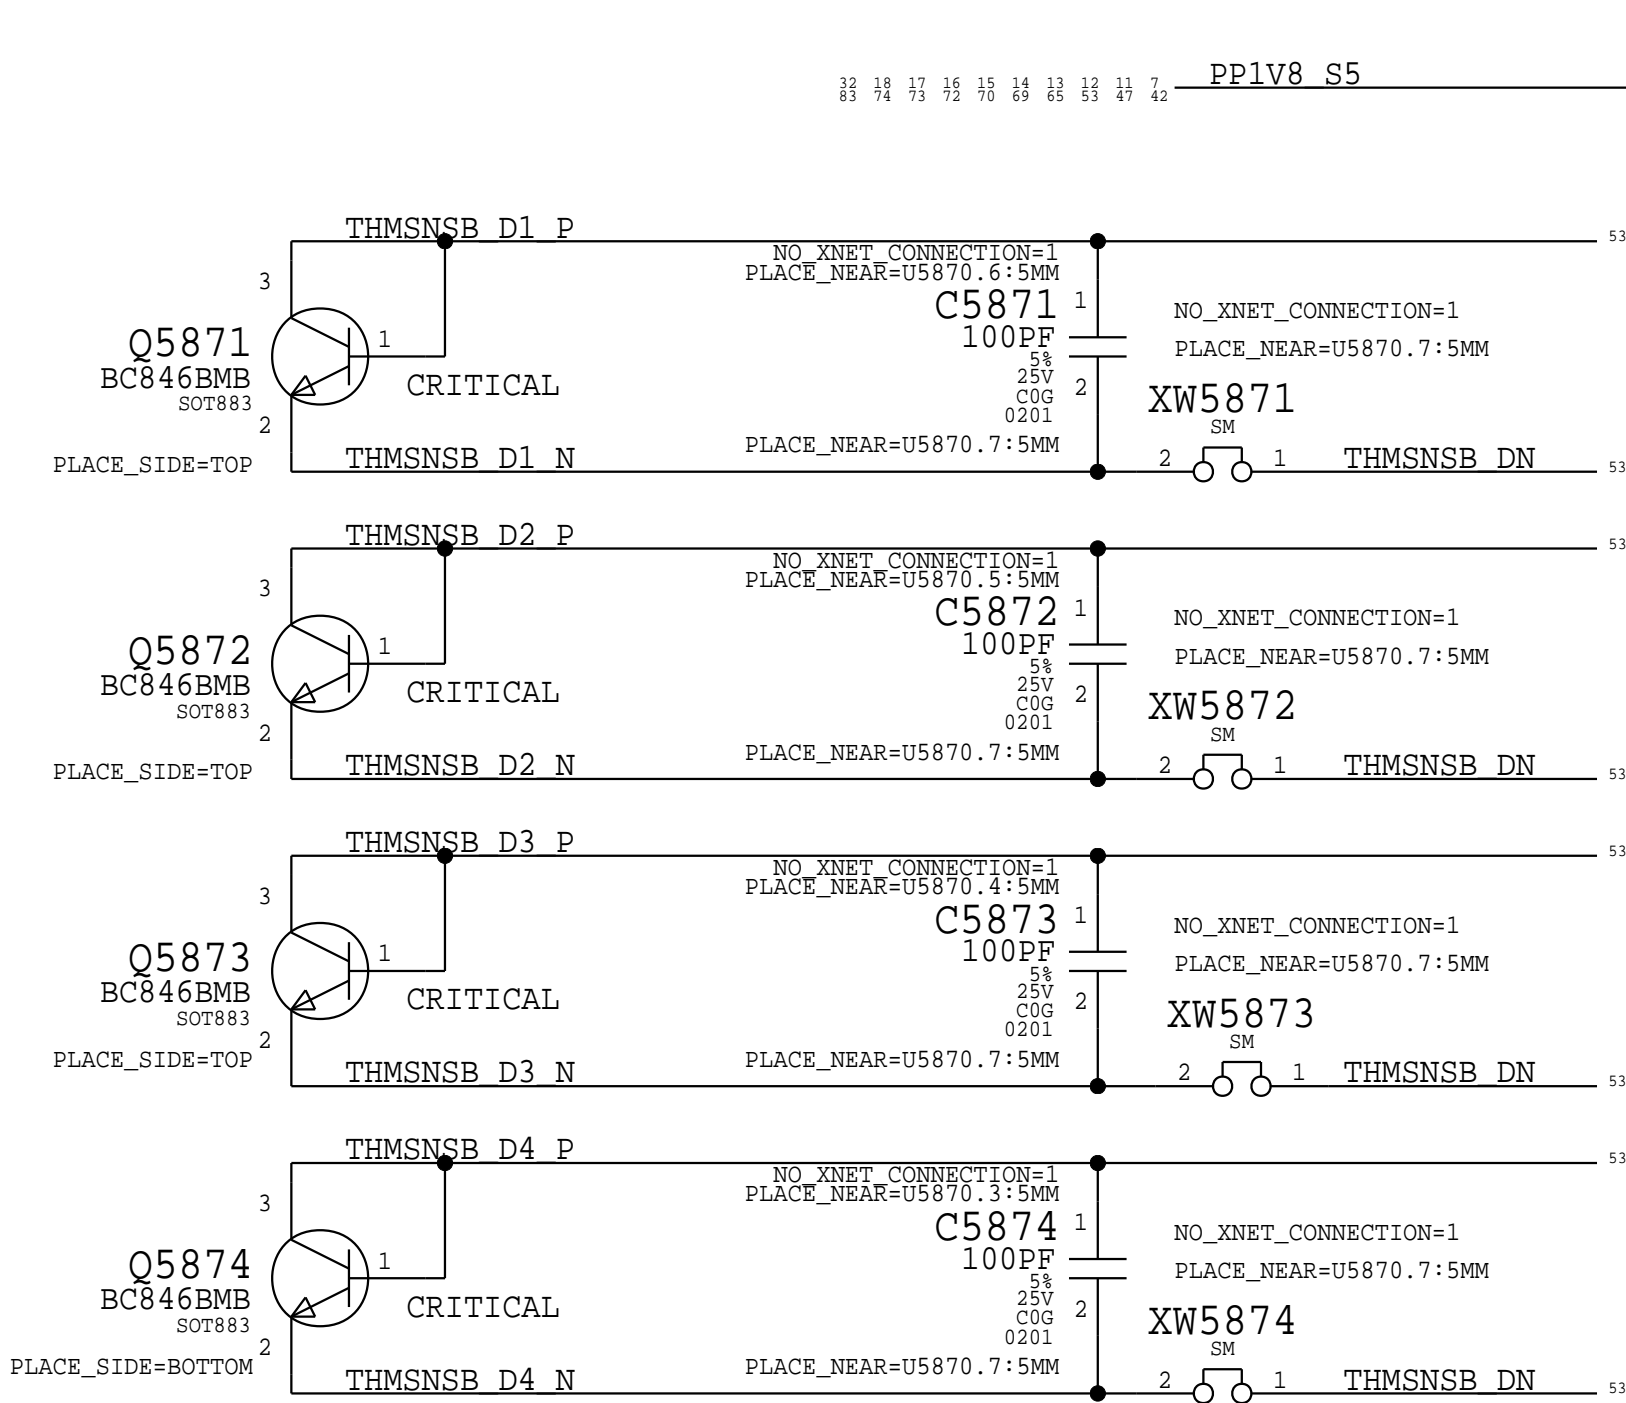 PP1V8_S5
32 18 17 16 15 14 13 12 11 7
83 74 73 72 70 69 65 53 47 42
THMSNSB_D1_P
53
NO_XNET_CONNECTION=1
PLACE_NEAR=U5870.6:5MM
3
C5871
1
NO_XNET_CONNECTION=1
Q5871
1
100PF
PLACE_NEAR=U5870.7:5MM
BC846BMB
CRITICAL
5%
25V
2
SOT883
C0G
XW5871
0201
SM
2
PLACE_NEAR=U5870.7:5MM
PLACE_SIDE=TOP
THMSNSB_D1_N
2
1
THMSNSB_DN
53
THMSNSB_D2_P
53
NO_XNET_CONNECTION=1
PLACE_NEAR=U5870.5:5MM
3
C5872
1
NO_XNET_CONNECTION=1
Q5872
1
100PF
PLACE_NEAR=U5870.7:5MM
BC846BMB
CRITICAL
5%
25V
2
SOT883
C0G
XW5872
0201
SM
2
PLACE_NEAR=U5870.7:5MM
PLACE_SIDE=TOP
THMSNSB_D2_N
2
1
THMSNSB_DN
53
THMSNSB_D3_P
53
NO_XNET_CONNECTION=1
PLACE_NEAR=U5870.4:5MM
3
C5873
1
NO_XNET_CONNECTION=1
Q5873
1
100PF
PLACE_NEAR=U5870.7:5MM
BC846BMB
CRITICAL
5%
25V
2
SOT883
C0G
XW5873
0201
SM
2
PLACE_NEAR=U5870.7:5MM
PLACE_SIDE=TOP
THMSNSB_D3_N
2
1
THMSNSB_DN
53
THMSNSB_D4_P
53
NO_XNET_CONNECTION=1
PLACE_NEAR=U5870.3:5MM
3
C5874
1
NO_XNET_CONNECTION=1
Q5874
1
100PF
PLACE_NEAR=U5870.7:5MM
BC846BMB
CRITICAL
5%
25V
2
SOT883
C0G
XW5874
0201
SM
2
PLACE_NEAR=U5870.7:5MM
PLACE_SIDE=BOTTOM
THMSNSB_D4_N
2
1
THMSNSB_DN
53